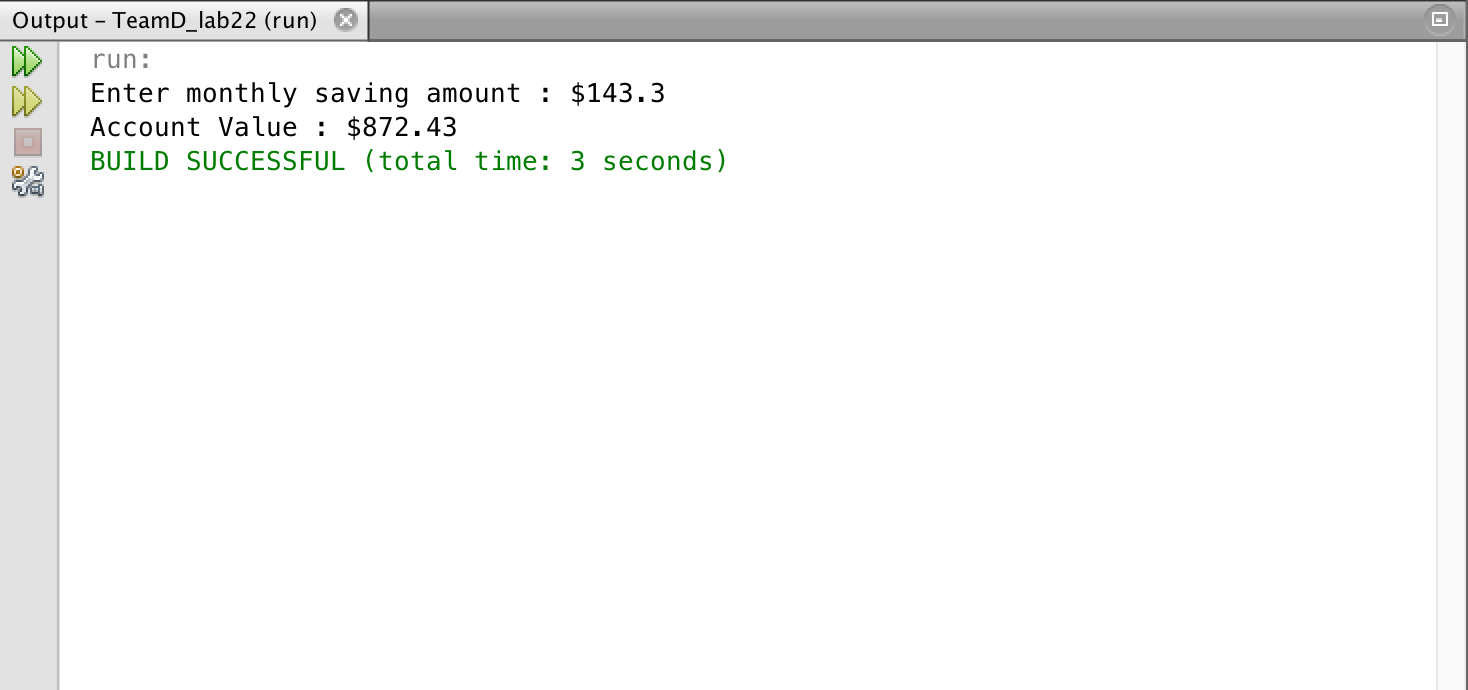 Output – TeamD_lab22 (run)
run:
Enter monthly saving amount : $143.3
Account Value : $872.43
BUILD SUCCESSFUL (total time: 3 seconds)